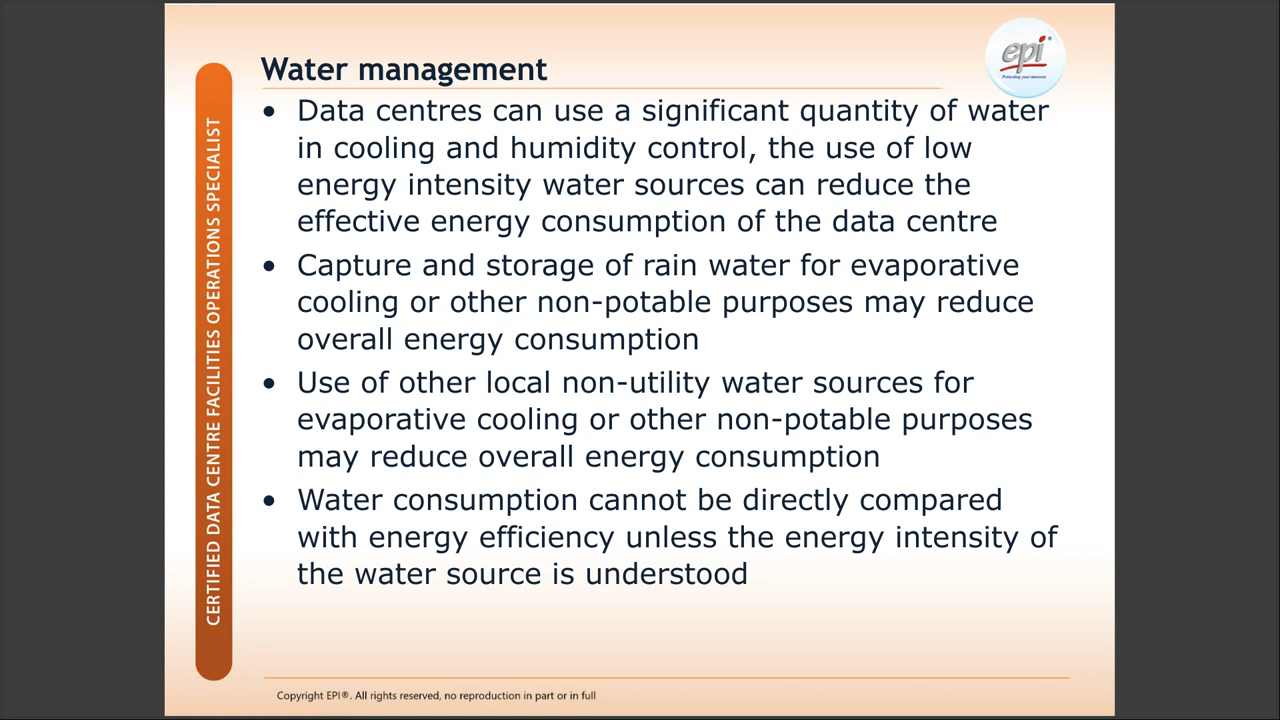 Water management
epi
Protecting your interests
• Data centres can use a significant quantity of water
in cooling and humidity control, the use of low
energy intensity water sources can reduce the
effective energy consumption of the data centre
• Capture and storage of rain water for evaporative
cooling or other non-potable purposes may reduce
overall energy consumption
• Use of other local non-utility water sources for
evaporative cooling or other non-potable purposes
may reduce overall energy consumption
• Water consumption cannot be directly compared
with energy efficiency unless the energy intensity of
the water source is understood
CERTIFIED DATA CENTRE FACILITIES OPERATIONS SPECIALIST
Copyright EPI®. All rights reserved, no reproduction in part or in full